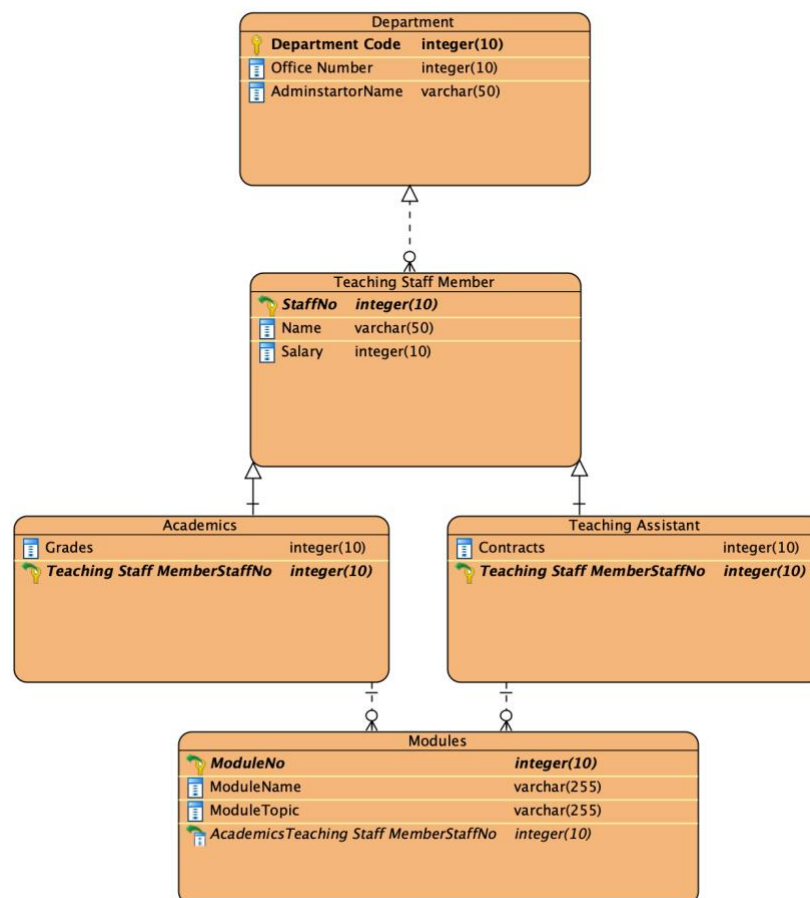 Department
Department Code integer(10)
Office Number integer(10)
AdminstartorName varchar(50)
Teaching Staff Member
StaffNo integer(10)
Name varchar(50)
Salary integer(10)
Academics
Grades integer(10)
Teaching Staff MemberStaffNo integer(10)
Teaching Assistant
Contracts integer(10)
Teaching Staff MemberStaffNo integer(10)
Modules
ModuleNo integer(10)
ModuleName varchar(255)
ModuleTopic varchar(255)
AcademicsTeaching Staff MemberStaffNo integer(10)